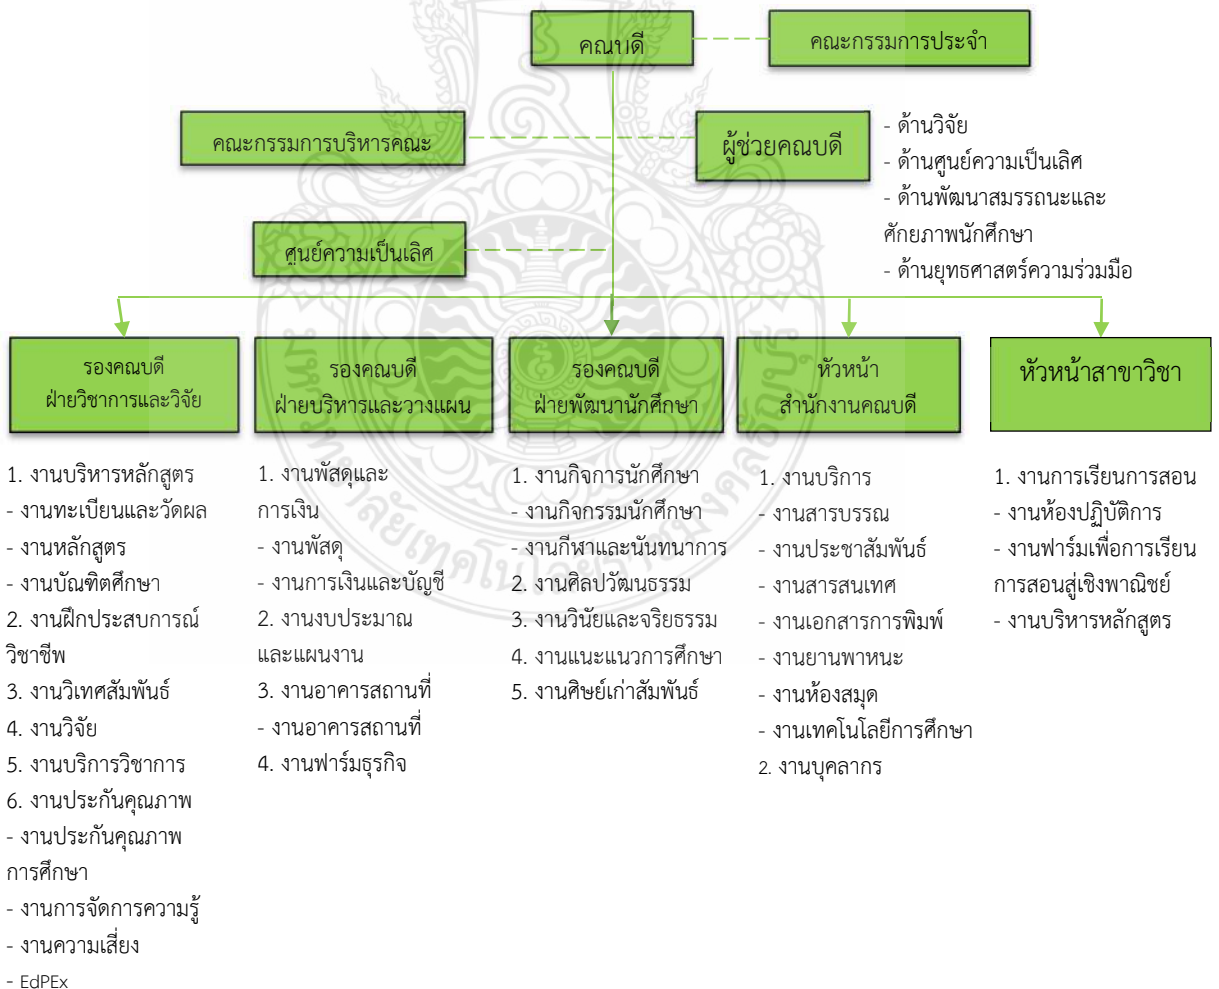 คณบดี
คณะกรรมการประจำ
คณะกรรมการบริหารคณะ
ผู้ช่วยคณบดี
- ด้านวิจัย
- ด้านศูนย์ความเป็นเลิศ
- ด้านพัฒนาสมรรถนะและ
ศักยภาพนักศึกษา
- ด้านยุทธศาสตร์ความร่วมมือ
ศูนย์ความเป็นเลิศ
รองคณบดี
ฝ่ายวิชาการและวิจัย
1. งานบริหารหลักสูตร
- งานทะเบียนและวัดผล
- งานหลักสูตร
- งานบัณฑิตศึกษา
2. งานฝึกประสบการณ์
วิชาชีพ
3. งานวิเทศสัมพันธ์
4. งานวิจัย
5. งานบริการวิชาการ
6. งานประกันคุณภาพ
- งานประกันคุณภาพ
การศึกษา
- งานการจัดการความรู้
- งานความเสี่ยง
- EdPEx
รองคณบดี
ฝ่ายบริหารและวางแผน
1. งานพัสดุและ
การเงิน
- งานพัสดุ
- งานการเงินและบัญชี
2. งานงบประมาณ
และแผนงาน
3. งานอาคารสถานที่
- งานอาคารสถานที่
4. งานฟาร์มธุรกิจ
รองคณบดี
ฝ่ายพัฒนานักศึกษา
1. งานกิจการนักศึกษา
- งานกิจกรรมนักศึกษา
- งานกีฬาและนันทนาการ
2. งานศิลปวัฒนธรรม
3. งานวินัยและจริยธรรม
4. งานแนะแนวการศึกษา
5. งานศิษย์เก่าสัมพันธ์
หัวหน้า
สำนักงานคณบดี
1. งานบริการ
- งานสารบรรณ
- งานประชาสัมพันธ์
- งานสารสนเทศ
- งานเอกสารการพิมพ์
- งานยานพาหนะ
- งานห้องสมุด
- งานเทคโนโลยีการศึกษา
2. งานบุคลากร
หัวหน้าสาขาวิชา
1. งานการเรียนการสอน
- งานห้องปฏิบัติการ
- งานฟาร์มเพื่อการเรียน
การสอนสู่เชิงพาณิชย์
- งานบริหารหลักสูตร